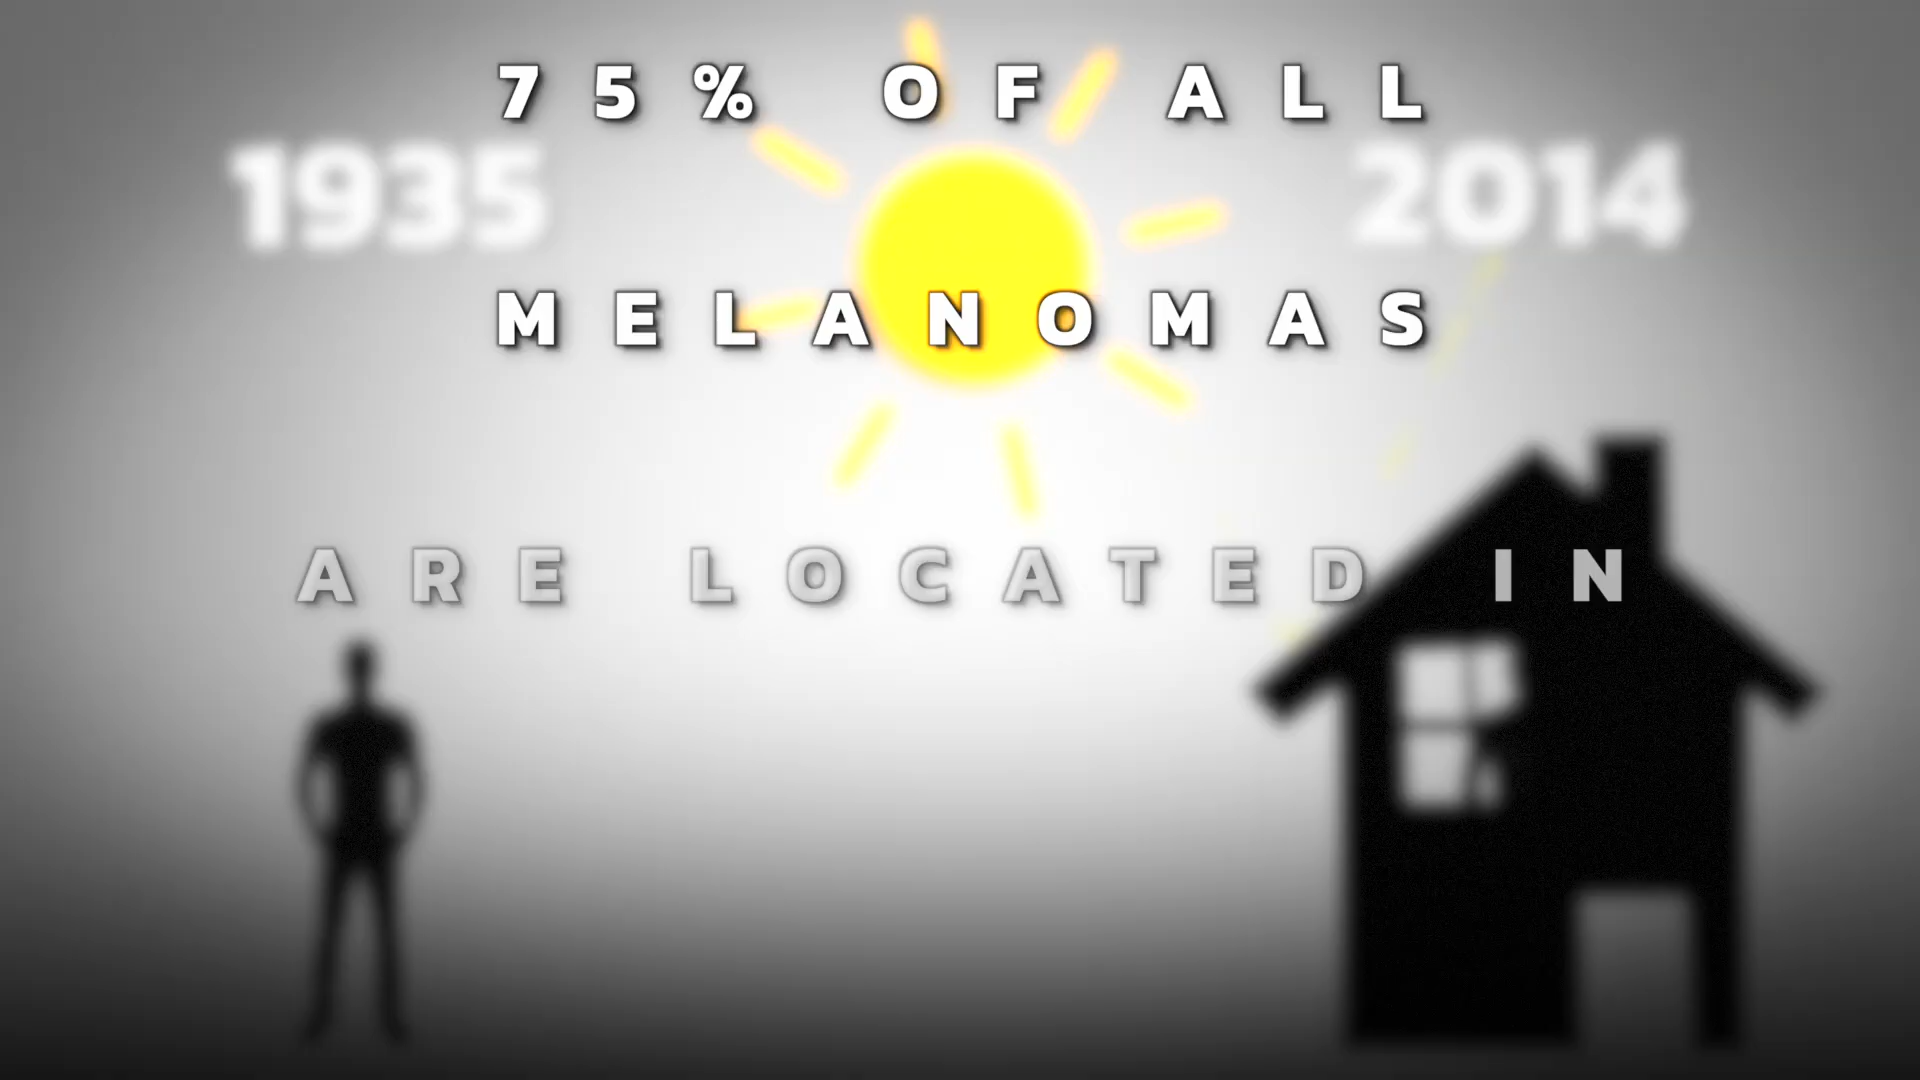 75% OF ALL
1935
2014
MELANOMAS
ARE LOCATED IN